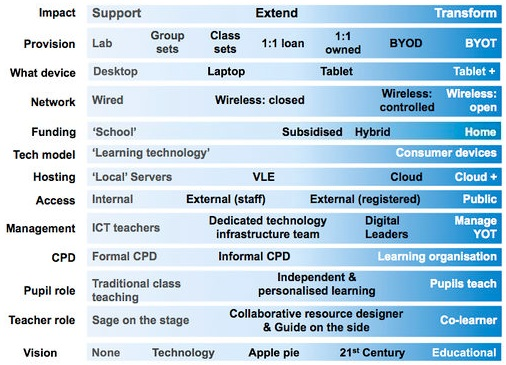 Impact Support Extend Transform
Provision Lab Group sets Class sets 1:1 loan 1:1 owned BYOD BYOT
What device Desktop Laptop Tablet Tablet +
Network Wired Wireless: closed Wireless: controlled Wireless: open
Funding ‘School’ Subsidised Hybrid Home
Tech model ‘Learning technology’ Consumer devices
Hosting ‘Local’ Servers VLE Cloud Cloud +
Access Internal External (staff) External (registered) Public
Management ICT teachers Dedicated technology infrastructure team Digital Leaders Manage YOT
CPD Formal CPD Informal CPD Learning organisation
Pupil role Traditional class teaching Independent & personalised learning Pupils teach
Teacher role Sage on the stage Collaborative resource designer & Guide on the side Co-learner
Vision None Technology Apple pie 21st Century Educational